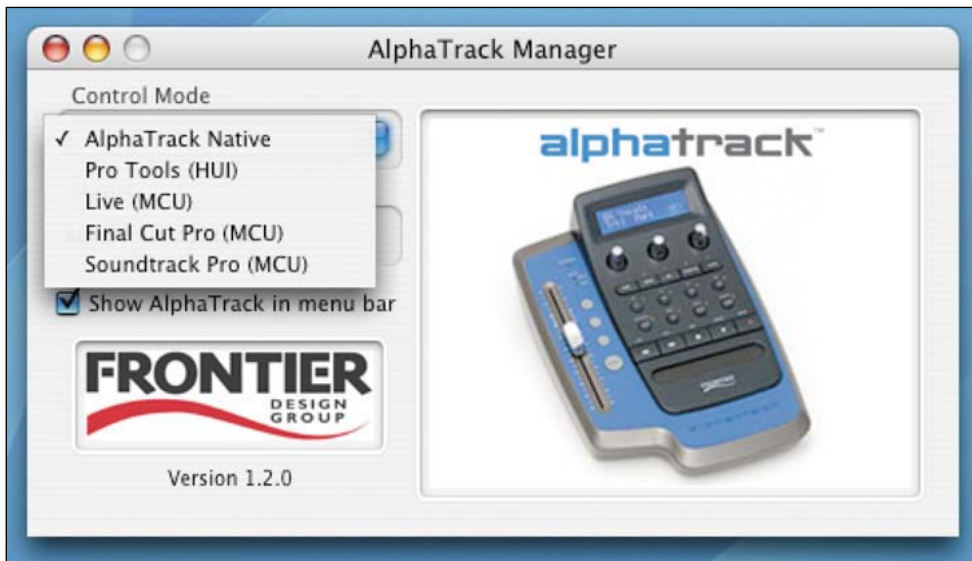 AlphaTrack Manager
Control Mode
✓ AlphaTrack Native
Pro Tools (HUI)
Live (MCU)
Final Cut Pro (MCU)
Soundtrack Pro (MCU)
Show AlphaTrack in menu bar
FRONTIER
DESIGN
GROUP
Version 1.2.0
alphatrack™